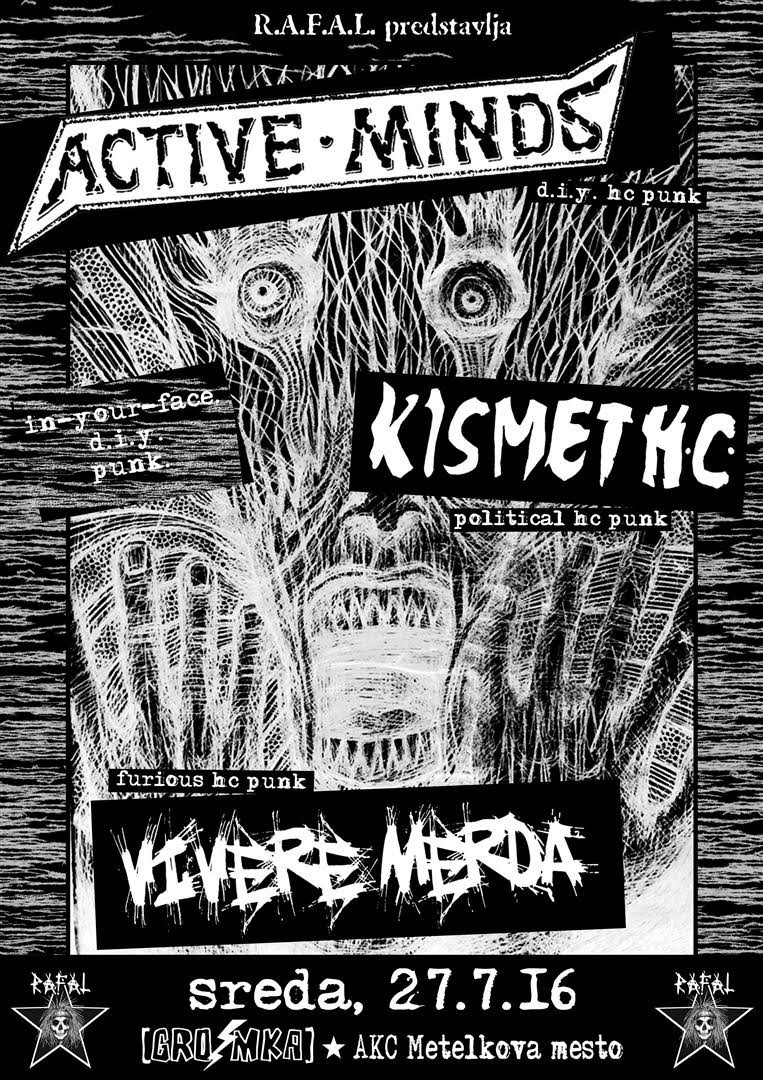 R.A.F.A.L. predstavlja
ACTIVE · MINDS
d.i.y. hc punk
in-your-face.
d.i.y.
punk.
KISMET H.C.
political hc punk
furious hc punk
VIVERE MERDA
RAFAL
sreda, 27.7.16
RAFAL
[GROMKA] ★ AKC Metelkova mesto